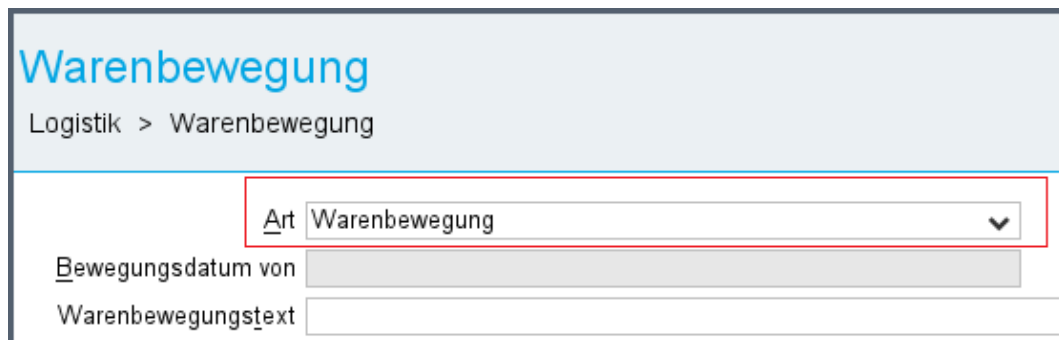 Warenbewegung
Logistik > Warenbewegung
Art Warenbewegung
Bewegungsdatum von
Warenbewegungstext